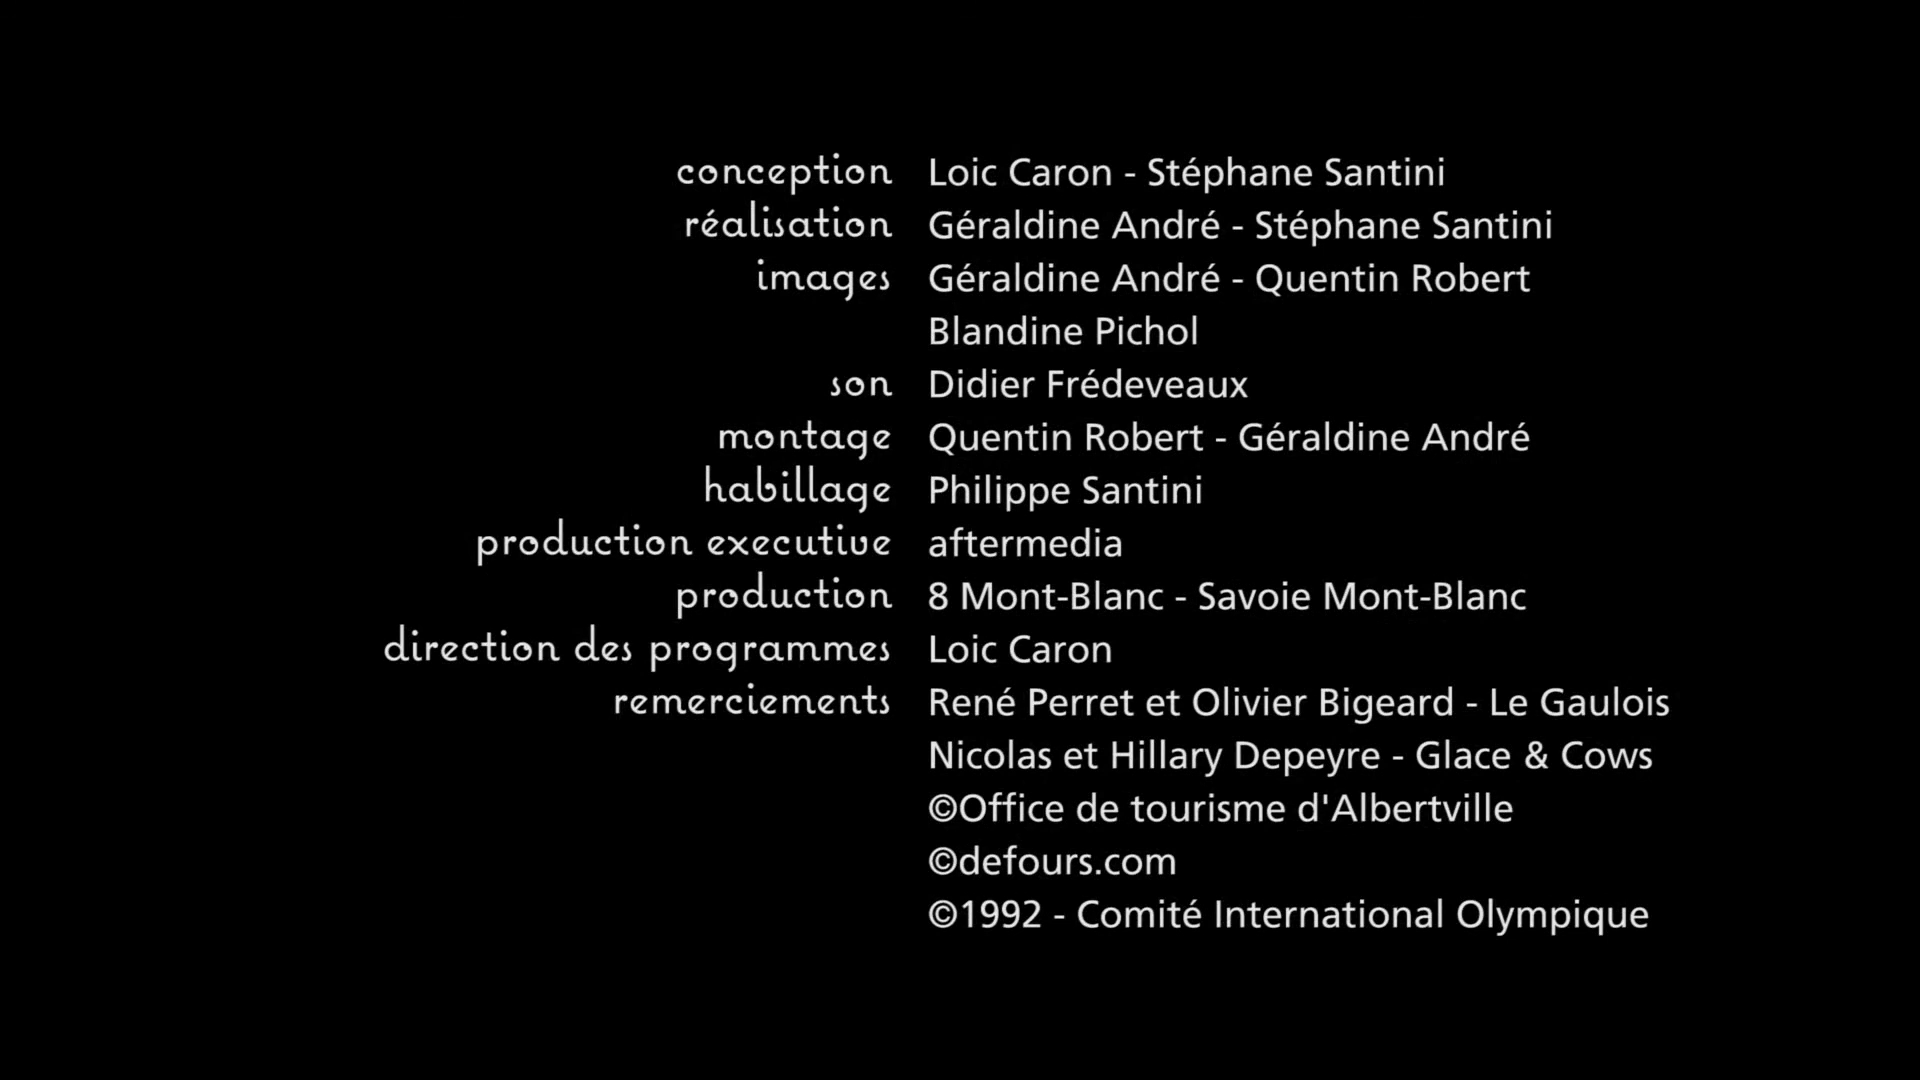 conception Loic Caron - Stéphane Santini
réalisation Géraldine André - Stéphane Santini
images Géraldine André - Quentin Robert
Blandine Pichol
son Didier Frédeveaux
montage Quentin Robert - Géraldine André
habillage Philippe Santini
production executive aftermedia
production 8 Mont-Blanc - Savoie Mont-Blanc
direction des programmes Loic Caron
remerciements René Perret et Olivier Bigeard - Le Gaulois
Nicolas et Hillary Depeyre - Glace & Cows
©Office de tourisme d'Albertville
©defours.com
©1992 - Comité International Olympique